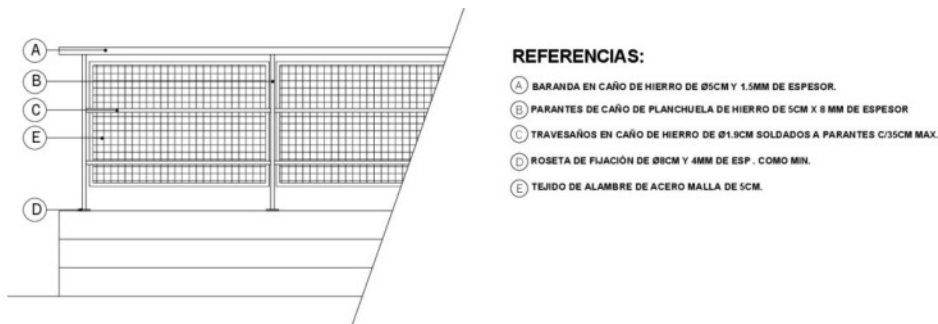 A
B
C
E
D
REFERENCIAS:
A BARANDA EN CAÑO DE HIERRO DE Ø5CM Y 1.5MM DE ESPESOR.
B PARANTES DE CAÑO DE PLANCHUELA DE HIERRO DE 5CM X 8 MM DE ESPESOR
C TRAVESAÑOS EN CAÑO DE HIERRO DE Ø1.9CM SOLDADOS A PARANTES C/35CM MAX.
D ROSETA DE FIJACIÓN DE Ø8CM Y 4MM DE ESP . COMO MIN.
E TEJIDO DE ALAMBRE DE ACERO MALLA DE 5CM.